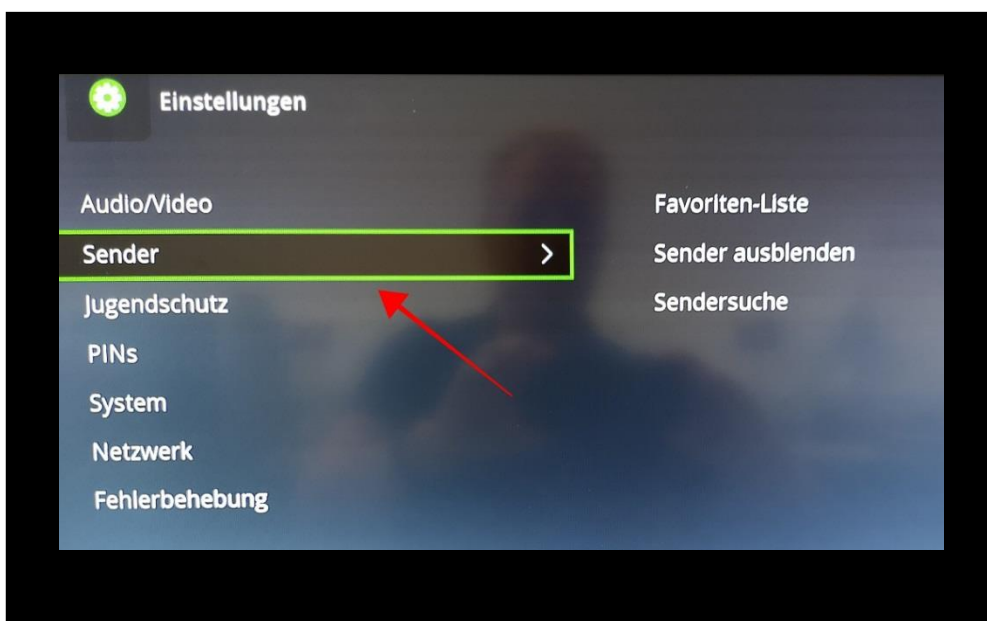 Einstellungen
Audio/Video
Sender
Jugendschutz
PINs
System
Netzwerk
Fehlerbehebung
Favoriten-Liste
Sender ausblenden
Sendersuche